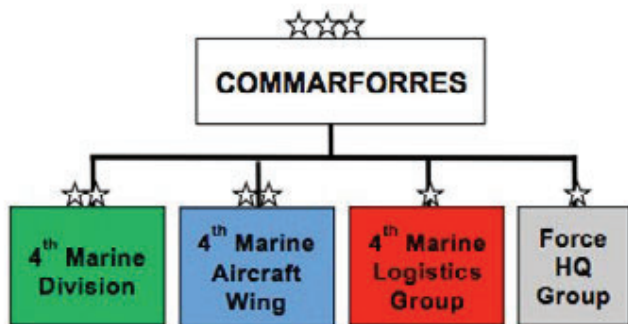 COMMARFORRES
4th Marine
Division
4th Marine
Aircraft
Wing
4th Marine
Logistics
Group
Force
HQ
Group